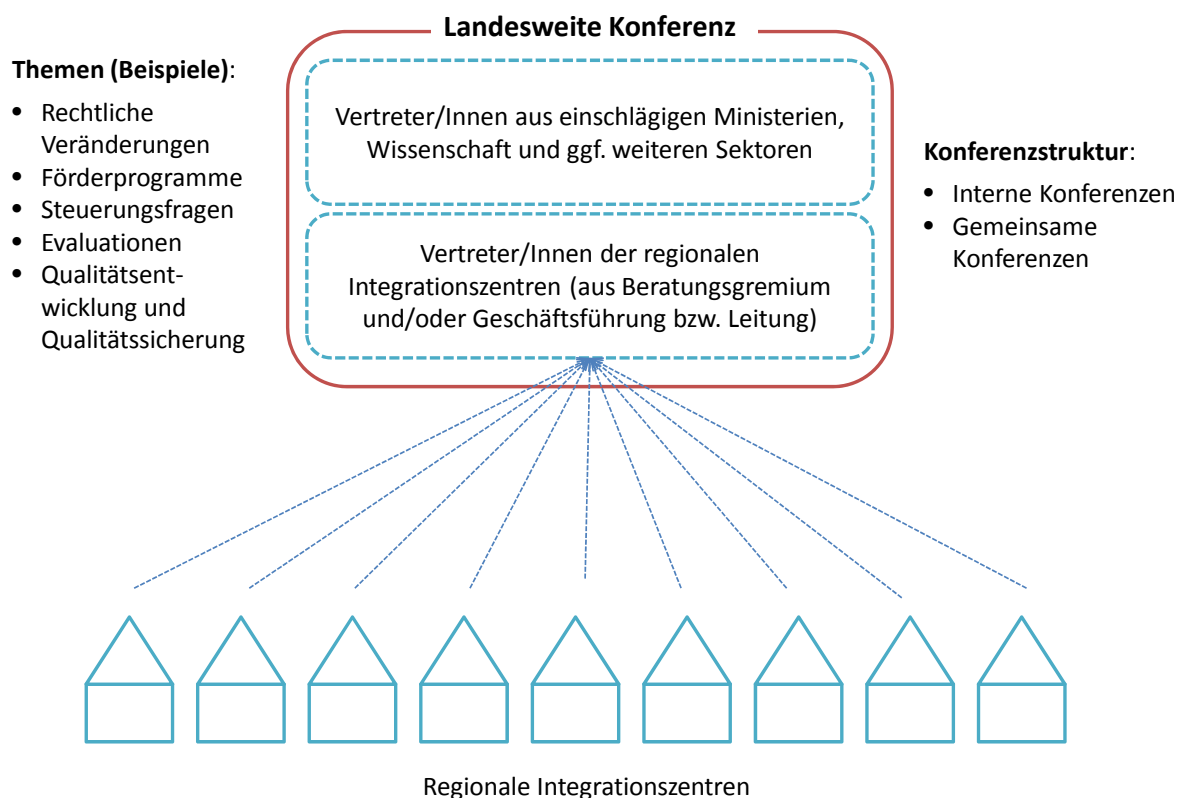 Landesweite Konferenz
Themen (Beispiele):
• Rechtliche
Veränderungen
• Förderprogramme
• Steuerungsfragen
• Evaluationen
• Qualitätsent-
wicklung und
Qualitätssicherung
Vertreter/Innen aus einschlägigen Ministerien,
Wissenschaft und ggf. weiteren Sektoren
Vertreter/Innen der regionalen
Integrationszentren (aus Beratungsgremium
und/oder Geschäftsführung bzw. Leitung)
Konferenzstruktur:
• Interne Konferenzen
• Gemeinsame
Konferenzen
Regionale Integrationszentren